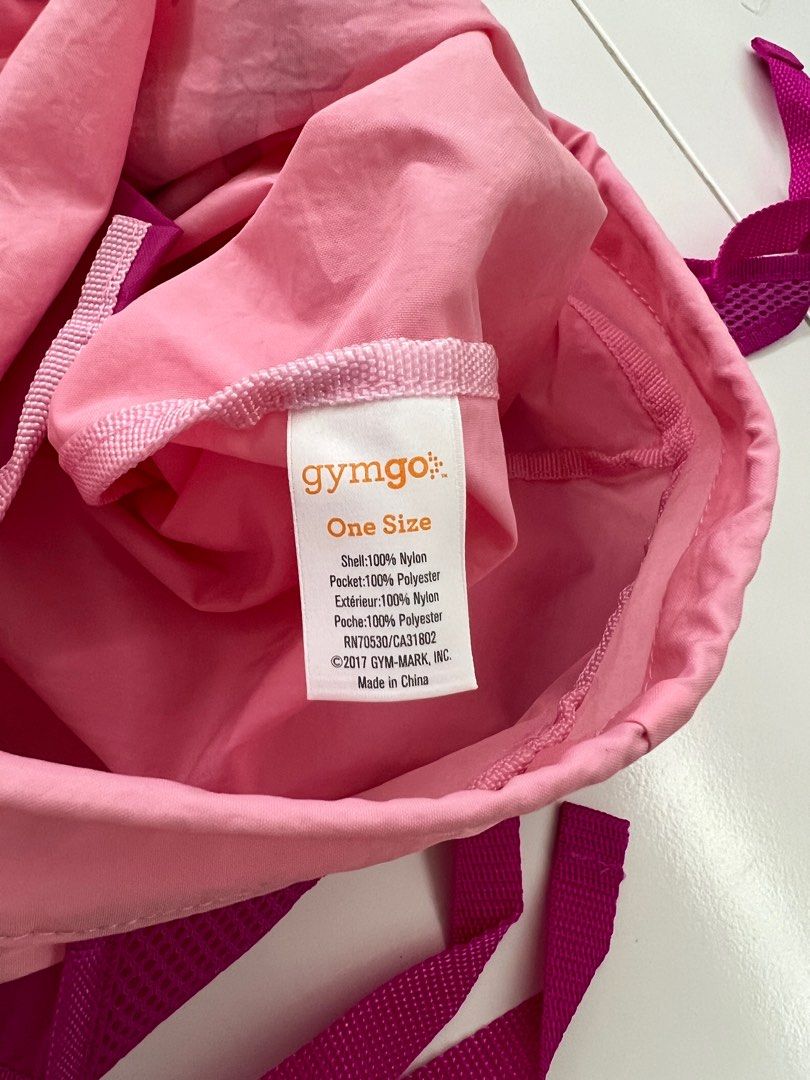 gymgo™
One Size
Shell:100% Nylon
Pocket:100% Polyester
Extérieur:100% Nylon
Poche:100% Polyester
RN70530/CA31802
©2017 GYM-MARK, INC.
Made in China